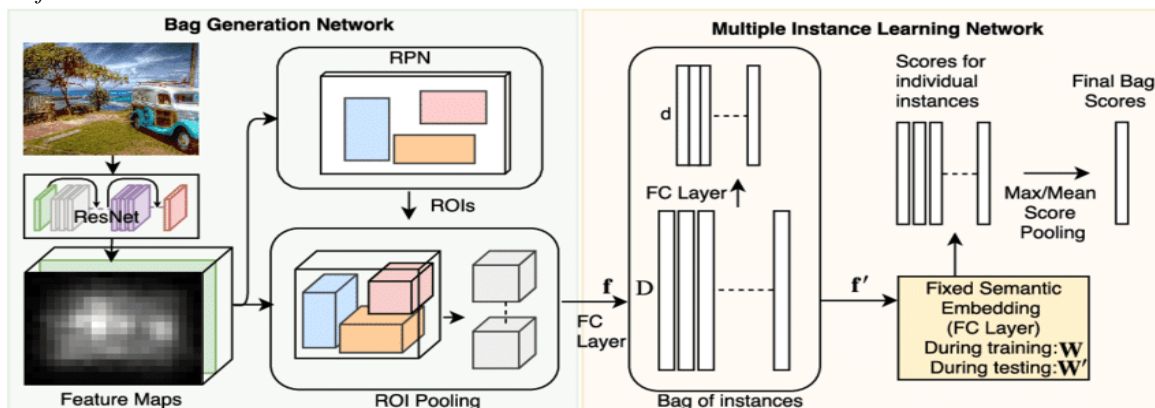 Bag Generation Network
RPN
ResNet
ROIs
Feature Maps
ROI Pooling
f
FC
Layer
Multiple Instance Learning Network
d
FC Layer
D
Bag of instances
f′
Scores for
individual
instances
Final Bag
Scores
Max/Mean
Score
Pooling
Fixed Semantic
Embedding
(FC Layer)
During training: W
During testing: W′